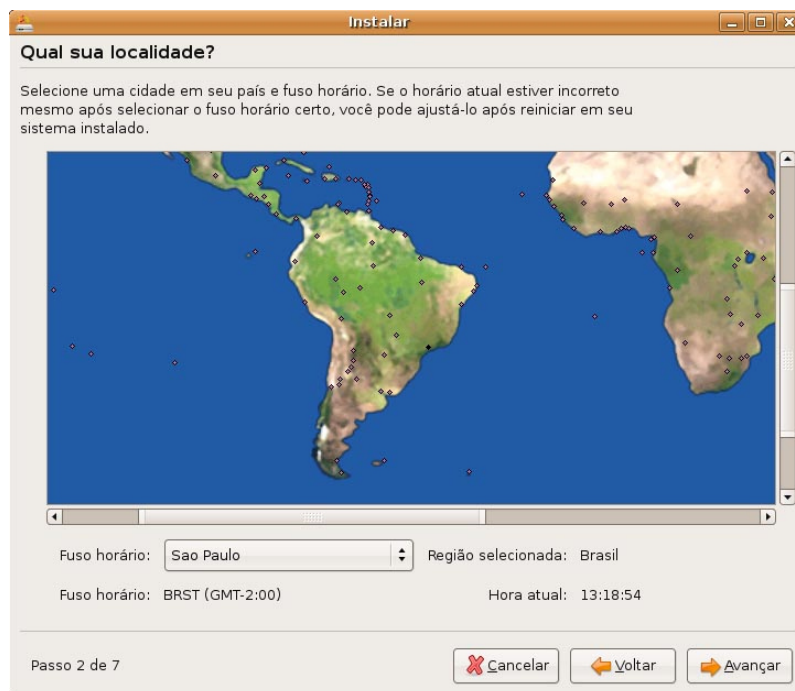 Instalar
Qual sua localidade?
Selecione uma cidade em seu país e fuso horário. Se o horário atual estiver incorreto
mesmo após selecionar o fuso horário certo, você pode ajustá-lo após reiniciar em seu
sistema instalado.
Fuso horário: Sao Paulo Região selecionada: Brasil
Fuso horário: BRST (GMT-2:00) Hora atual: 13:18:54
Passo 2 de 7 Cancelar Voltar Avançar